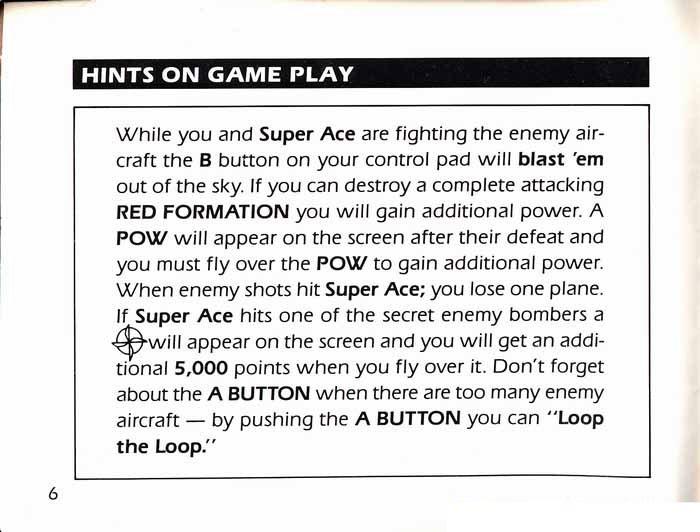 HINTS ON GAME PLAY
While you and Super Ace are fighting the enemy air-
craft the B button on your control pad will blast 'em
out of the sky. If you can destroy a complete attacking
RED FORMATION you will gain additional power. A
POW will appear on the screen after their defeat and
you must fly over the POW to gain additional power.
When enemy shots hit Super Ace; you lose one plane.
If Super Ace hits one of the secret enemy bombers a
will appear on the screen and you will get an addi-
tional 5,000 points when you fly over it. Don't forget
about the A BUTTON when there are too many enemy
aircraft — by pushing the A BUTTON you can "Loop
the Loop."
6